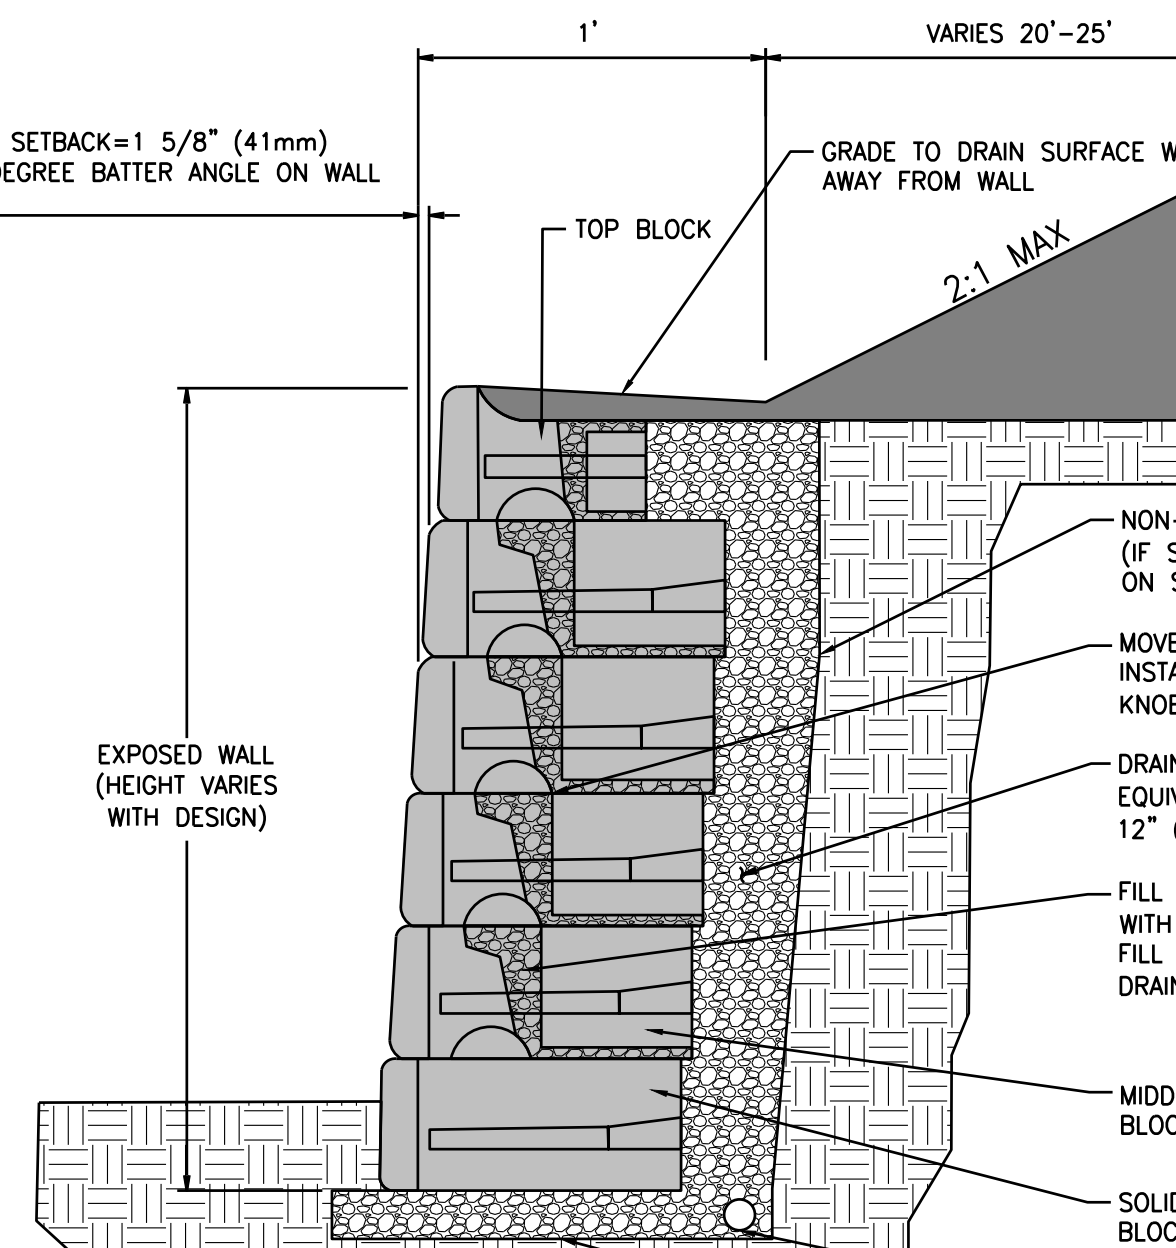 1'
VARIES 20'-25'
SETBACK=1 5/8" (41mm)
DEGREE BATTER ANGLE ON WALL
GRADE TO DRAIN SURFACE
AWAY FROM WALL
TOP BLOCK
2:1 MAX
NON-
(IF
ON
MOVE
INSTA
KNOB
EXPOSED WALL
(HEIGHT VARIES
WITH DESIGN)
DRAIN
EQUIV
12" (
FILL
WITH
FILL
DRAIN
MIDD
BLOC
SOLID
BLOC